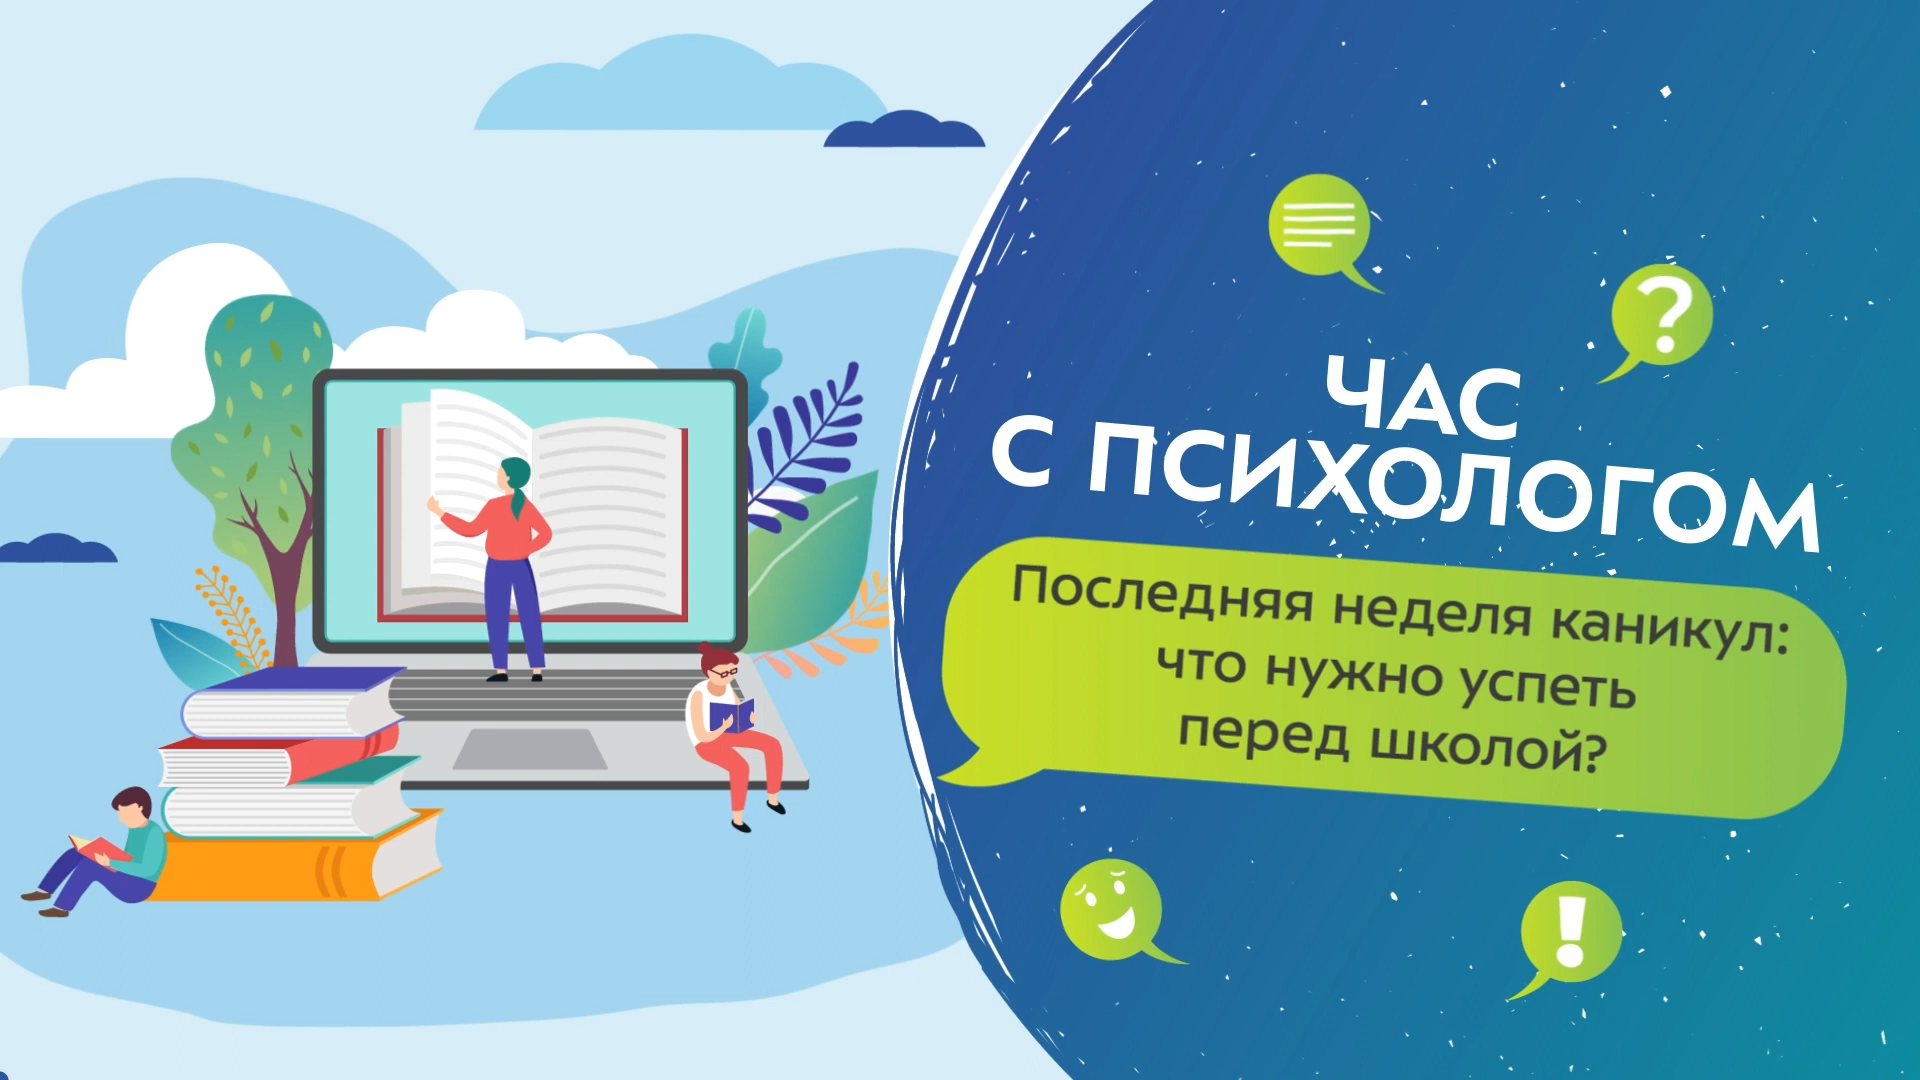 ЧАС
С ПСИХОЛОГОМ
Последняя неделя каникул:
что нужно успеть
перед школой?